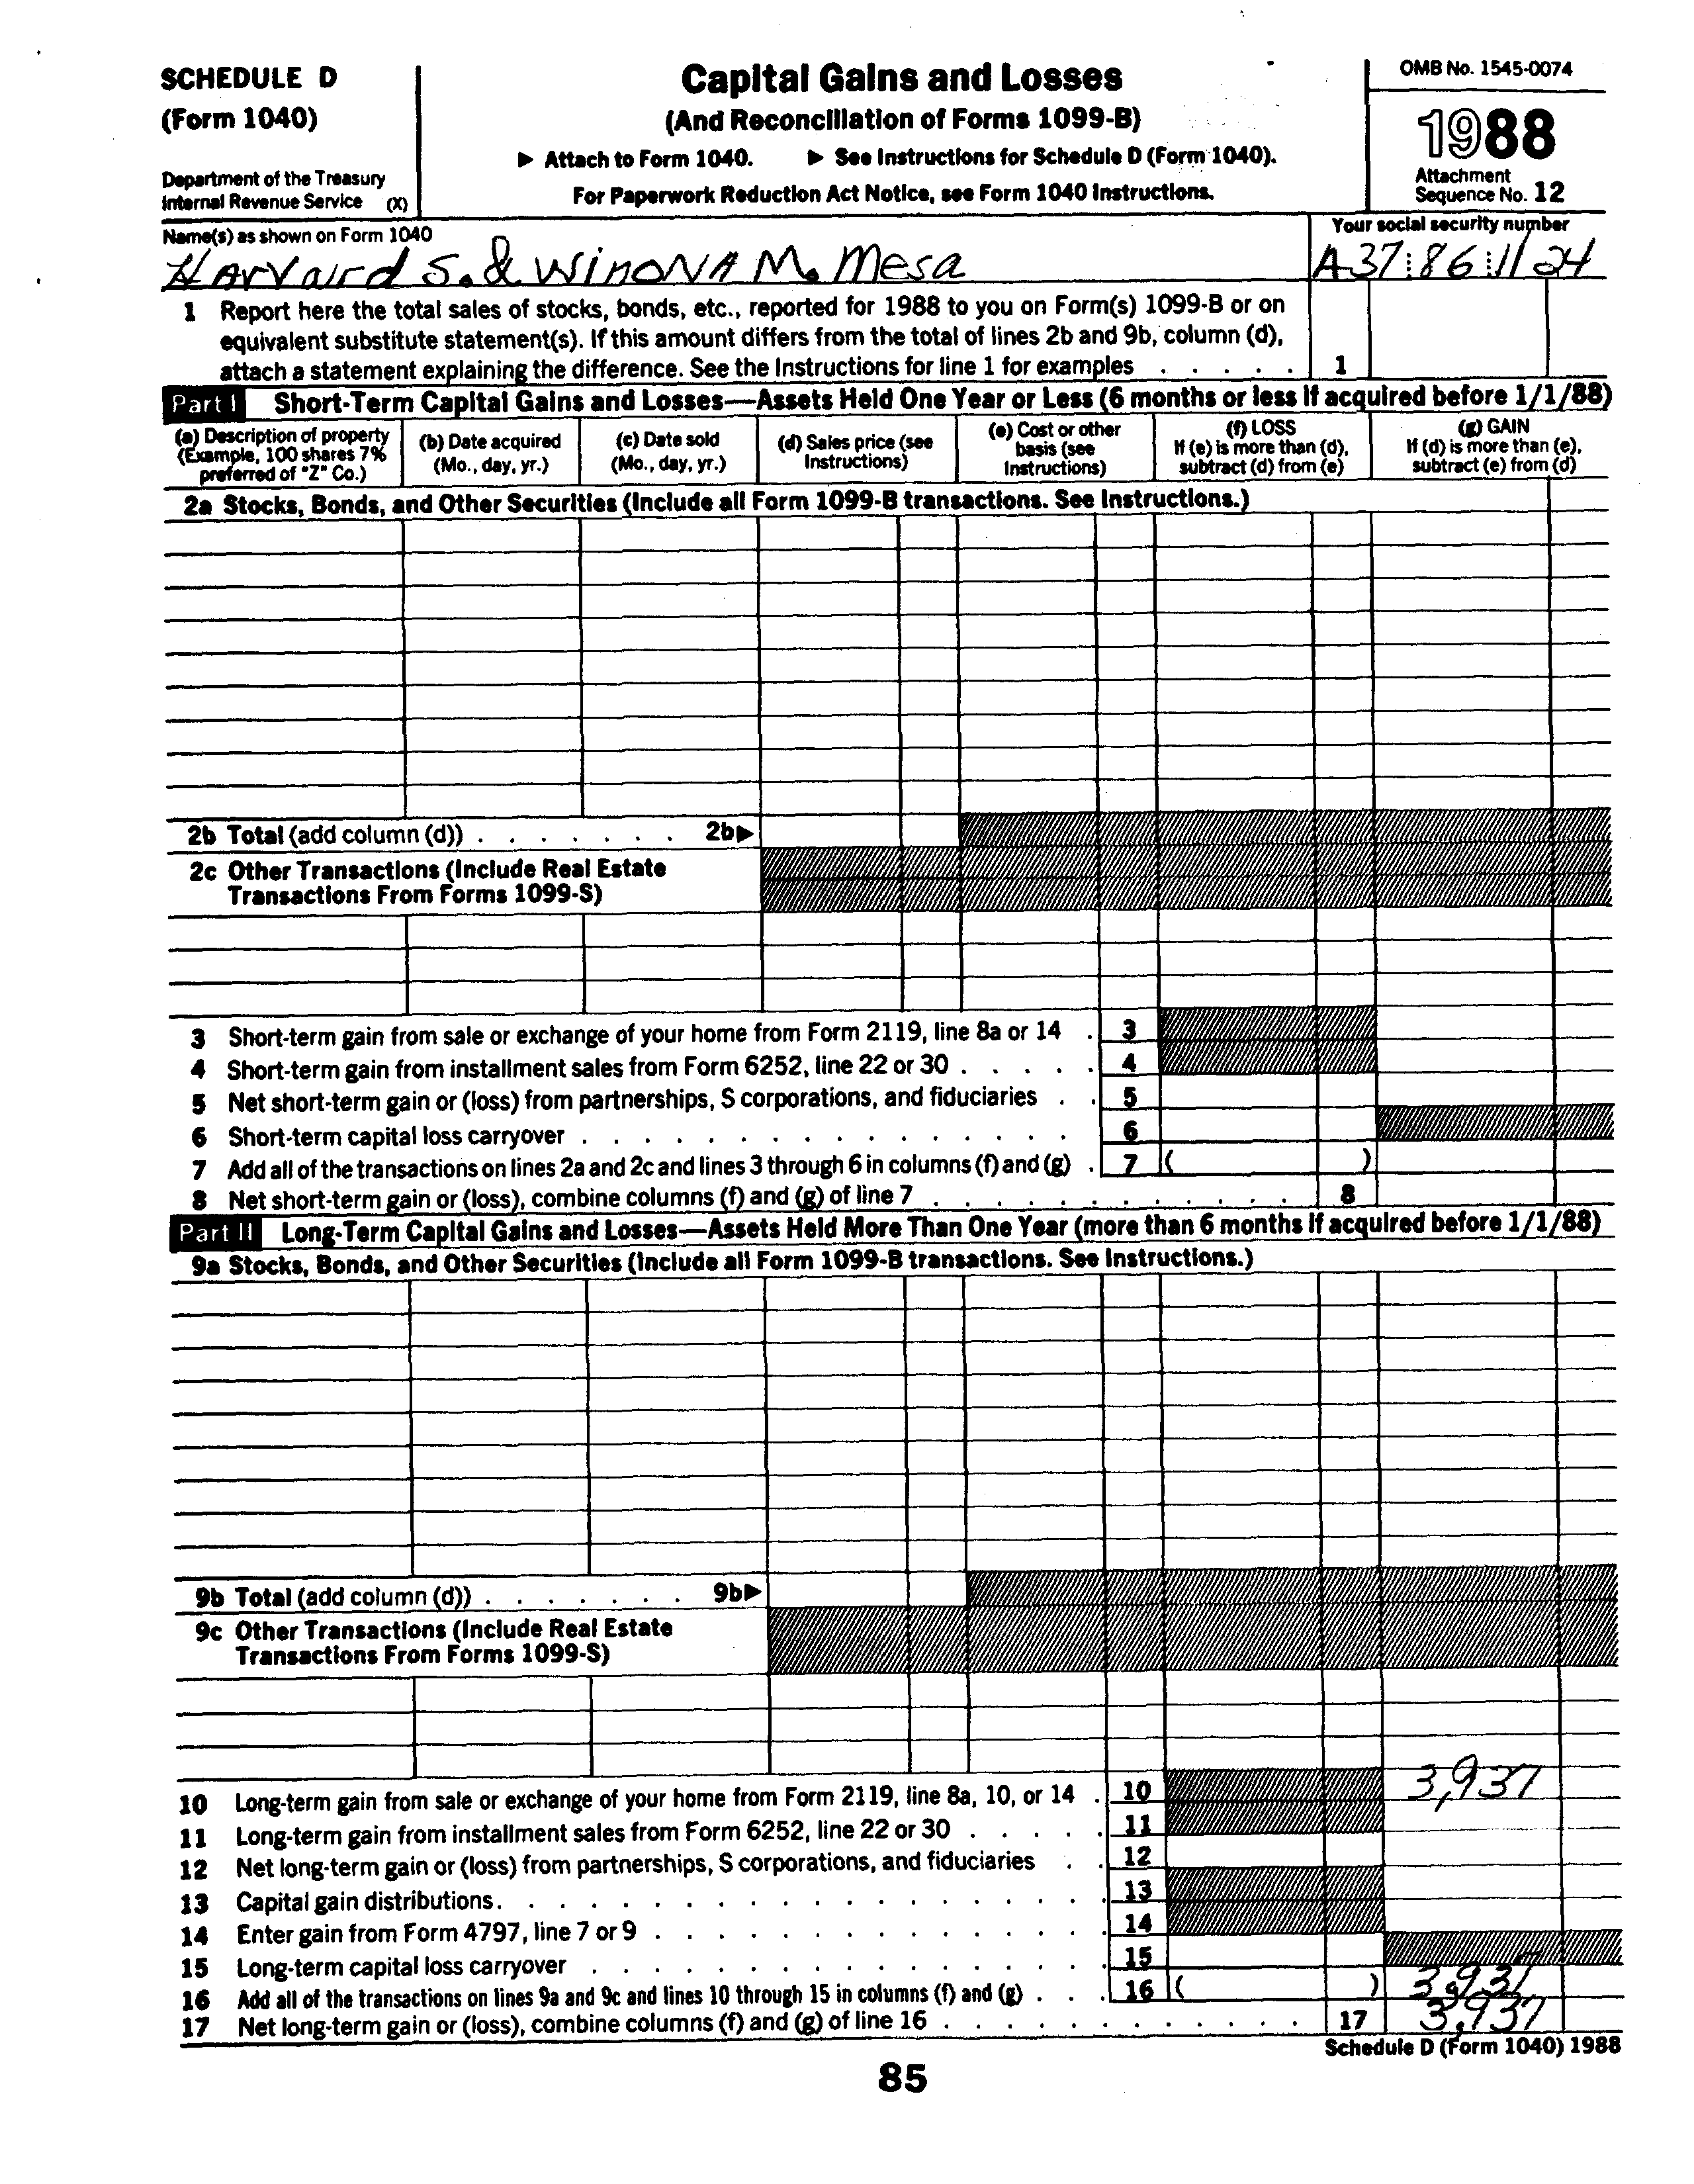 SCHEDULE D
(Form 1040)
Department of the Treasury
Internal Revenue Service (X)
Capital Gains and Losses
(And Reconciliation of Forms 1099-B)
▶ Attach to Form 1040. ▶ See Instructions for Schedule D (Form 1040).
For Paperwork Reduction Act Notice, see Form 1040 Instructions.
OMB No. 1545-0074
1988
Attachment
Sequence No. 12
Name(s) as shown on Form 1040
Harvaird S. & Winona M. Mesa
Your social security number
A37:86:1124
1 Report here the total sales of stocks, bonds, etc., reported for 1988 to you on Form(s) 1099-B or on
equivalent substitute statement(s). If this amount differs from the total of lines 2b and 9b, column (d),
attach a statement explaining the difference. See the Instructions for line 1 for examples . . . . . 1
Part I Short-Term Capital Gains and Losses—Assets Held One Year or Less (6 months or less if acquired before 1/1/88)
(a) Description of property
(Example, 100 shares 7%
preferred of "Z" Co.)
(b) Date acquired
(Mo., day, yr.)
(c) Date sold
(Mo., day, yr.)
(d) Sales price (see
Instructions)
(e) Cost or other
basis (see
Instructions)
(f) LOSS
If (e) is more than (d),
subtract (d) from (e)
(g) GAIN
If (d) is more than (e),
subtract (e) from (d)
2a Stocks, Bonds, and Other Securities (Include all Form 1099-B transactions. See Instructions.)
2b Total (add column (d)) . . . . . . . 2b▶
2c Other Transactions (Include Real Estate
Transactions From Forms 1099-S)
3 Short-term gain from sale or exchange of your home from Form 2119, line 8a or 14 . 3
4 Short-term gain from installment sales from Form 6252, line 22 or 30 . . . . . 4
5 Net short-term gain or (loss) from partnerships, S corporations, and fiduciaries . . 5
6 Short-term capital loss carryover . . . . . . . . . . . . . . . . 6
7 Add all of the transactions on lines 2a and 2c and lines 3 through 6 in columns (f) and (g) . 7 ( )
8 Net short-term gain or (loss), combine columns (f) and (g) of line 7 . . . . . . . . . . . . 8
Part II Long-Term Capital Gains and Losses—Assets Held More Than One Year (more than 6 months if acquired before 1/1/88)
9a Stocks, Bonds, and Other Securities (Include all Form 1099-B transactions. See Instructions.)
9b Total (add column (d)) . . . . . . . 9b▶
9c Other Transactions (Include Real Estate
Transactions From Forms 1099-S)
10 Long-term gain from sale or exchange of your home from Form 2119, line 8a, 10, or 14 . 10 3,937
11 Long-term gain from installment sales from Form 6252, line 22 or 30 . . . . . 11
12 Net long-term gain or (loss) from partnerships, S corporations, and fiduciaries . . 12
13 Capital gain distributions. . . . . . . . . . . . . . . . . . . 13
14 Enter gain from Form 4797, line 7 or 9 . . . . . . . . . . . . . . 14
15 Long-term capital loss carryover . . . . . . . . . . . . . . . . 15
16 Add all of the transactions on lines 9a and 9c and lines 10 through 15 in columns (f) and (g) . . . 16 ( ) 3,937
17 Net long-term gain or (loss), combine columns (f) and (g) of line 16 . . . . . . . . . . . . 17 3,937
Schedule D (Form 1040) 1988
85